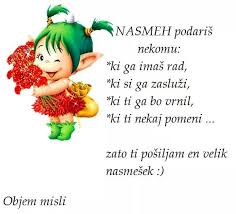 NASMEH podariš
nekomu:
*ki ga imaš rad,
*ki si ga zasluži,
*ki ti ga bo vrnil,
*ki ti nekaj pomeni ...
zato ti pošiljam en velik
nasmešek :)
Objem misli